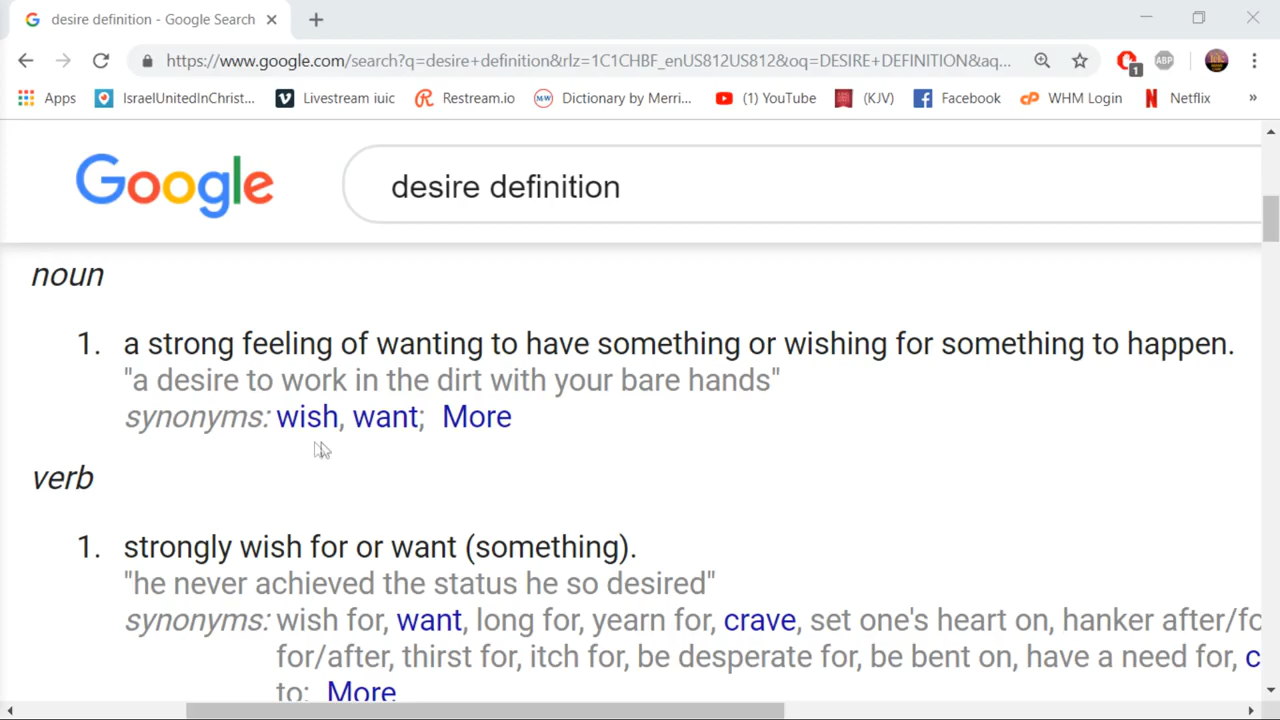 desire definition - Google Search
https://www.google.com/search?q=desire+definition&rlz=1C1CHBF_enUS812US812&oq=DESIRE+DEFINITION&aq...
1
ABP
Apps IsraelUnitedInChrist... Livestream iuic Restream.io Dictionary by Merri... (1) YouTube (KJV) Facebook WHM Login Netflix »
Google desire definition
noun
1. a strong feeling of wanting to have something or wishing for something to happen.
"a desire to work in the dirt with your bare hands"
synonyms: wish, want; More
verb
1. strongly wish for or want (something).
"he never achieved the status he so desired"
synonyms: wish for, want, long for, yearn for, crave, set one's heart on, hanker after/fo
for/after, thirst for, itch for, be desperate for, be bent on, have a need for, c
to; More